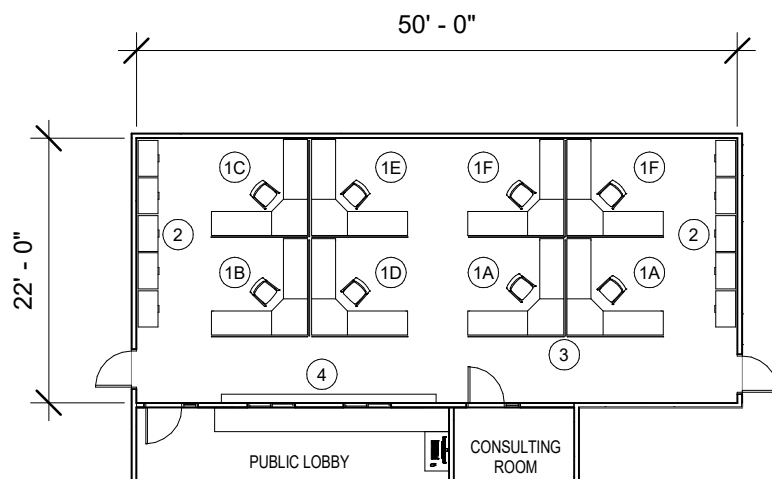 50' - 0"
22' - 0"
1C
1E
1F
1F
2
2
1B
1D
1A
1A
3
4
PUBLIC LOBBY
CONSULTING
ROOM